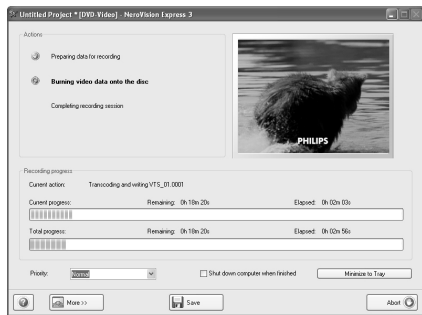 Untitled Project *[DVD-Video] - NeroVision Express 3
Actions
Preparing data for recording
Burning video data onto the disc
Completing recording session
PHILIPS
Recording progress
Current action: Transcoding and writing VTS_01.0001
Current progress: Remaining: 0h 18m 20s Elapsed: 0h 02m 03s
Total progress: Remaining: 0h 18m 20s Elapsed: 0h 02m 56s
Priority: Normal Shut down computer when finished Minimize to Tray
More >> Save Abort